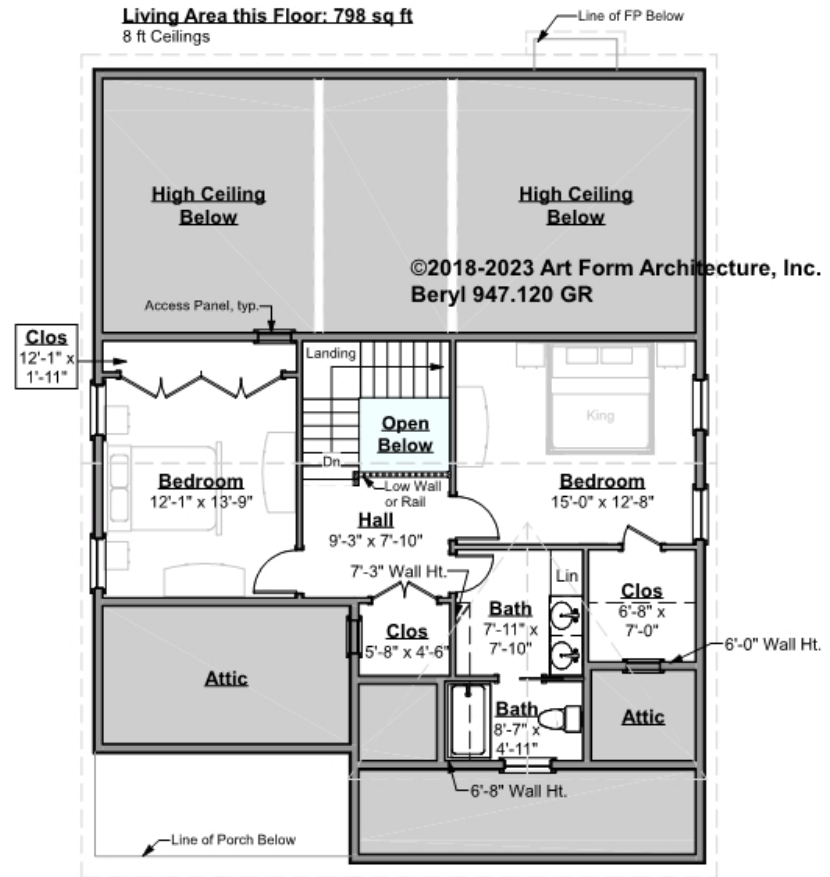 Living Area this Floor: 798 sq ft
8 ft Ceilings
Line of FP Below
High Ceiling
Below
High Ceiling
Below
©2018-2023 Art Form Architecture, Inc.
Beryl 947.120 GR
Access Panel, typ.
Clos
12'-1" x
1'-11"
Landing
Open
Below
King
Dn
Low Wall
or Rail
Bedroom
12'-1" x 13'-9"
Bedroom
15'-0" x 12'-8"
Hall
9'-3" x 7'-10"
7'-3" Wall Ht.
Lin
Bath
7'-11" x
7'-10"
Clos
6'-8" x
7'-0"
Clos
5'-8" x 4'-6"
6'-0" Wall Ht.
Attic
Bath
8'-7" x
4'-11"
Attic
6'-8" Wall Ht.
Line of Porch Below